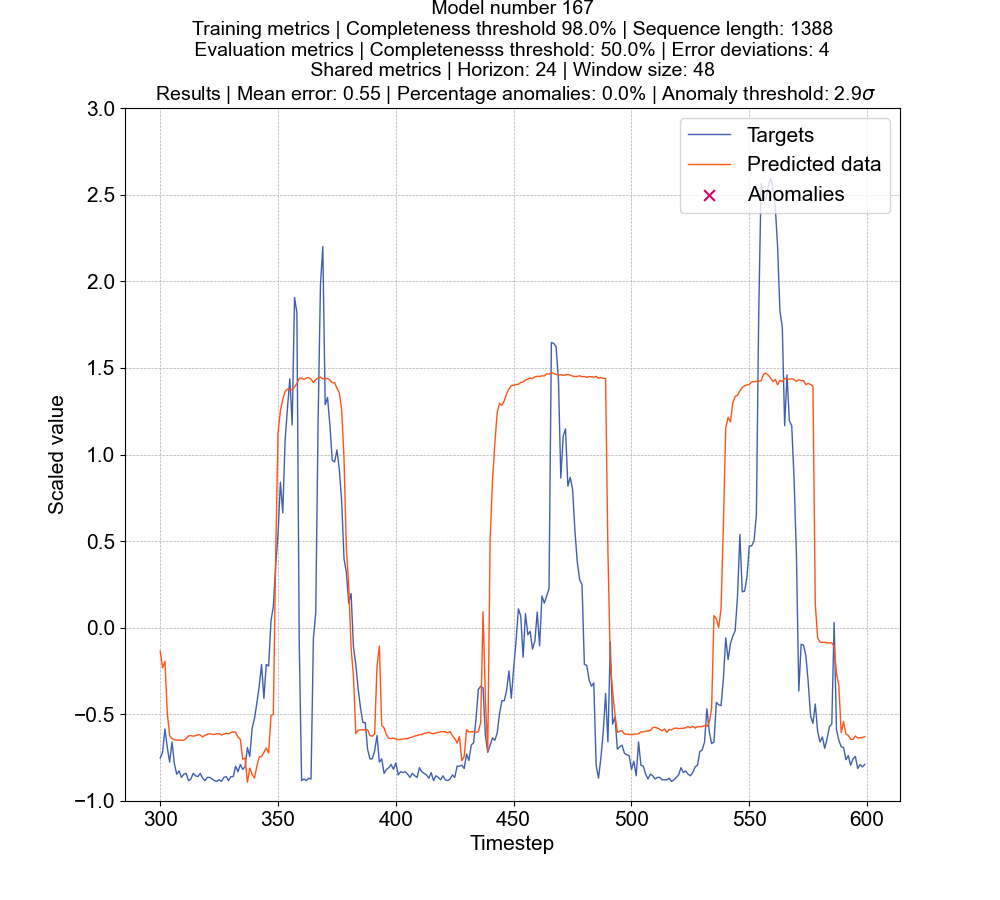 Model number 167
Training metrics | Completeness threshold 98.0% | Sequence length: 1388
Evaluation metrics | Completenesss threshold: 50.0% | Error deviations: 4
Shared metrics | Horizon: 24 | Window size: 48
Results | Mean error: 0.55 | Percentage anomalies: 0.0% | Anomaly threshold: 2.9σ
Targets
Predicted data
Anomalies
3.0
2.5
2.0
1.5
1.0
0.5
0.0
−0.5
−1.0
Scaled value
300 350 400 450 500 550 600
Timestep